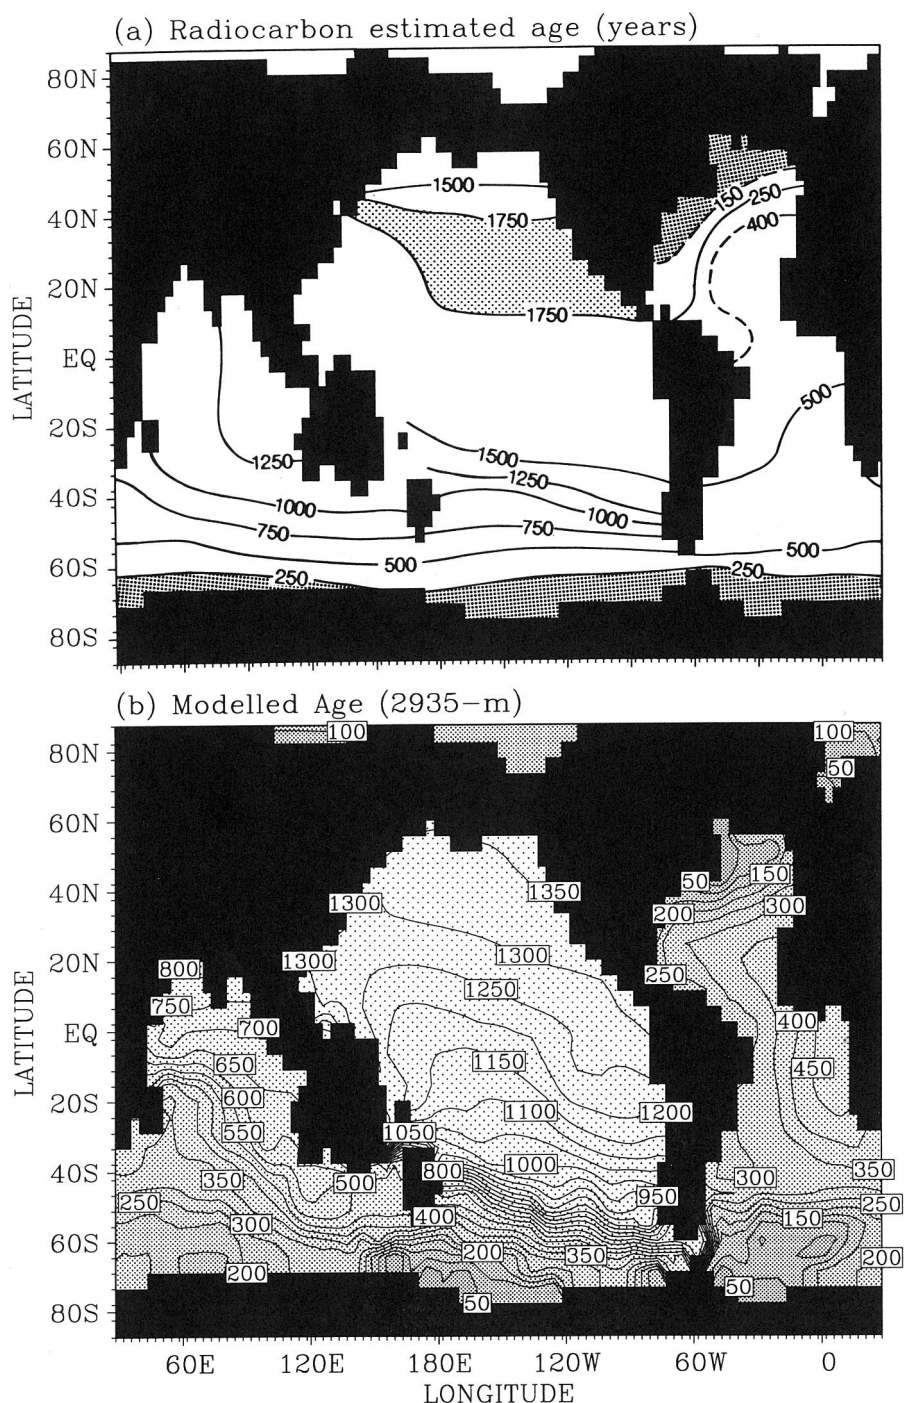 (a) Radiocarbon estimated age (years)
80N
60N
1500
150
250
40N
1750
400
20N
1750
LATITUDE
EQ
500
20S
1250
1500
1250
40S
1000
1000
750
750
500
500
60S
250
250
80S
(b) Modelled Age (2935-m)
100
100
80N
50
60N
50
150
40N
1350
1300
200
300
1300
1300
800
20N
250
1250
750
LATITUDE
700
400
EQ
650
1150
450
600
20S
1100
1200
550
1050
350
800
1000
300
350
40S
500
250
950
250
400
150
300
60S
200
350
200
200
50
50
80S
60E
120E
180E
120W
60W
0
LONGITUDE